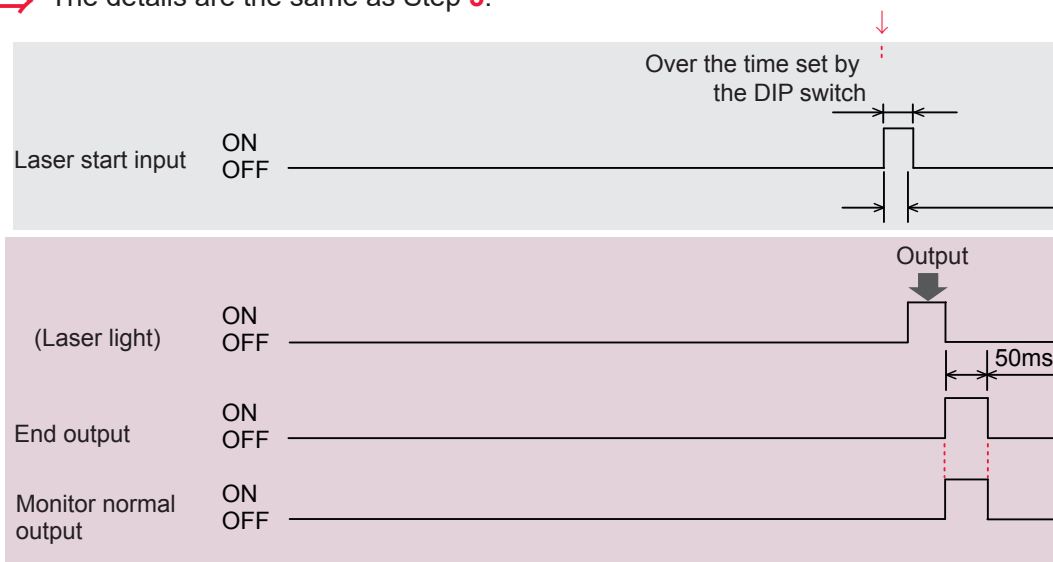 The details are the same as Step
Over the time set by
the DIP switch
Laser start input
ON
OFF
Output
(Laser light)
ON
OFF
50ms
End output
ON
OFF
Monitor normal
output
ON
OFF